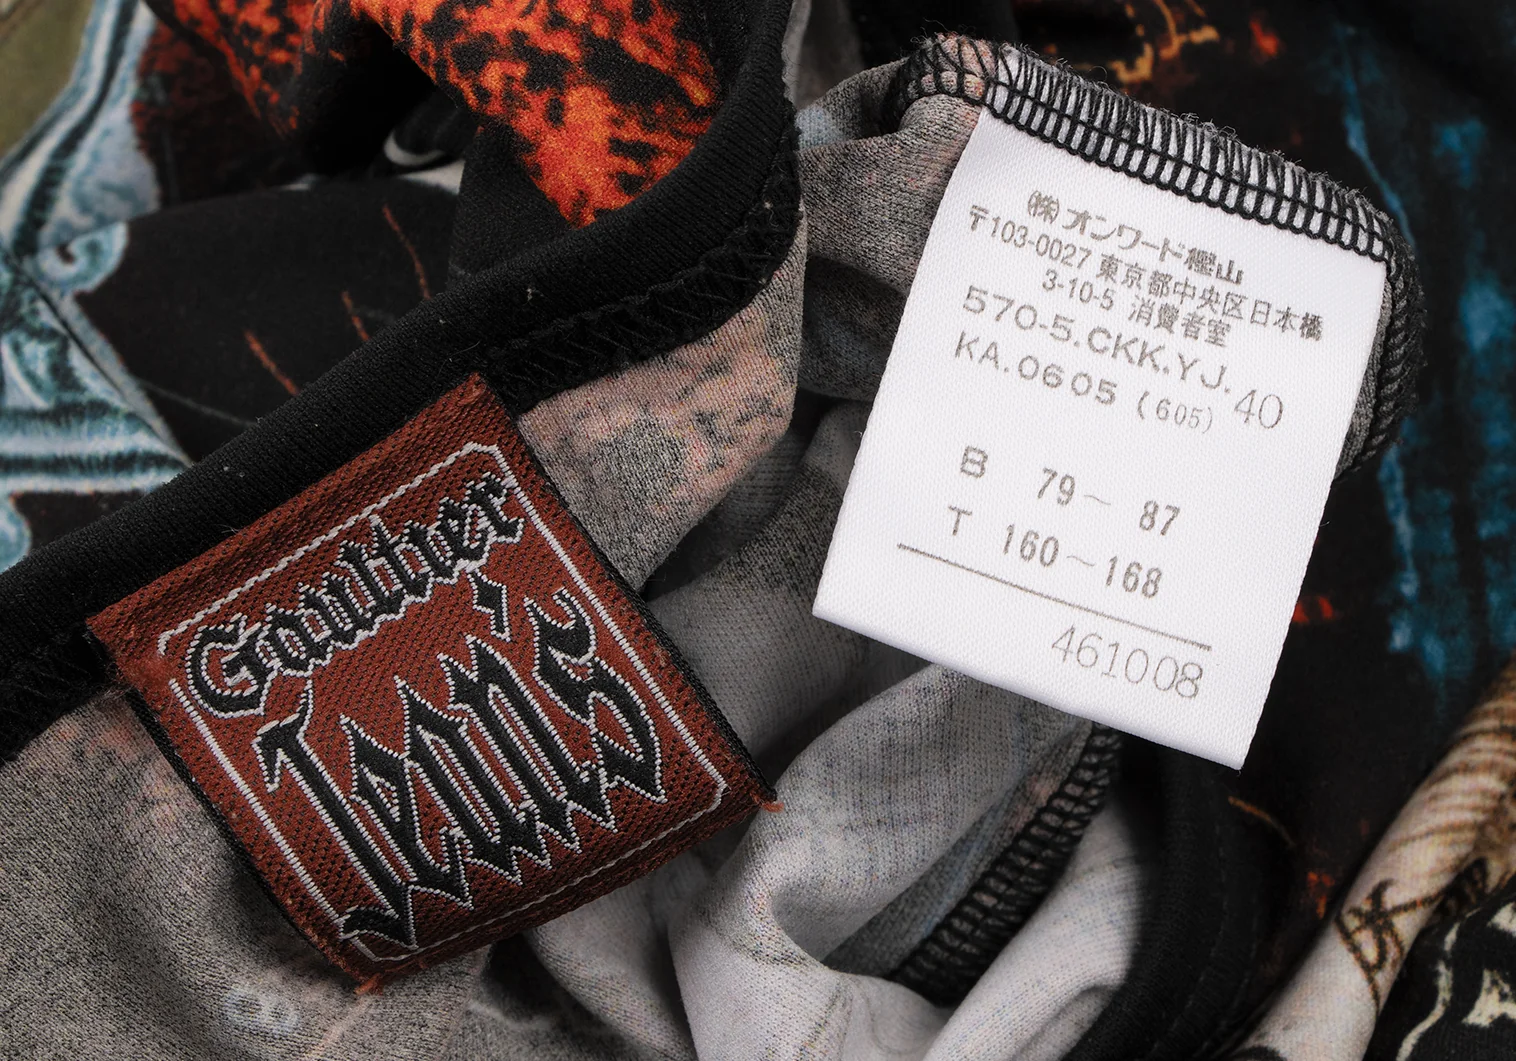 Gaultier
Jean's
㈱オンワード樫山
〒103-0027 東京都中央区日本橋
3-10-5 消費者室
570-5.CKK.YJ. 40
KA.0605 (605)
B 79~ 87
T 160~168
461008